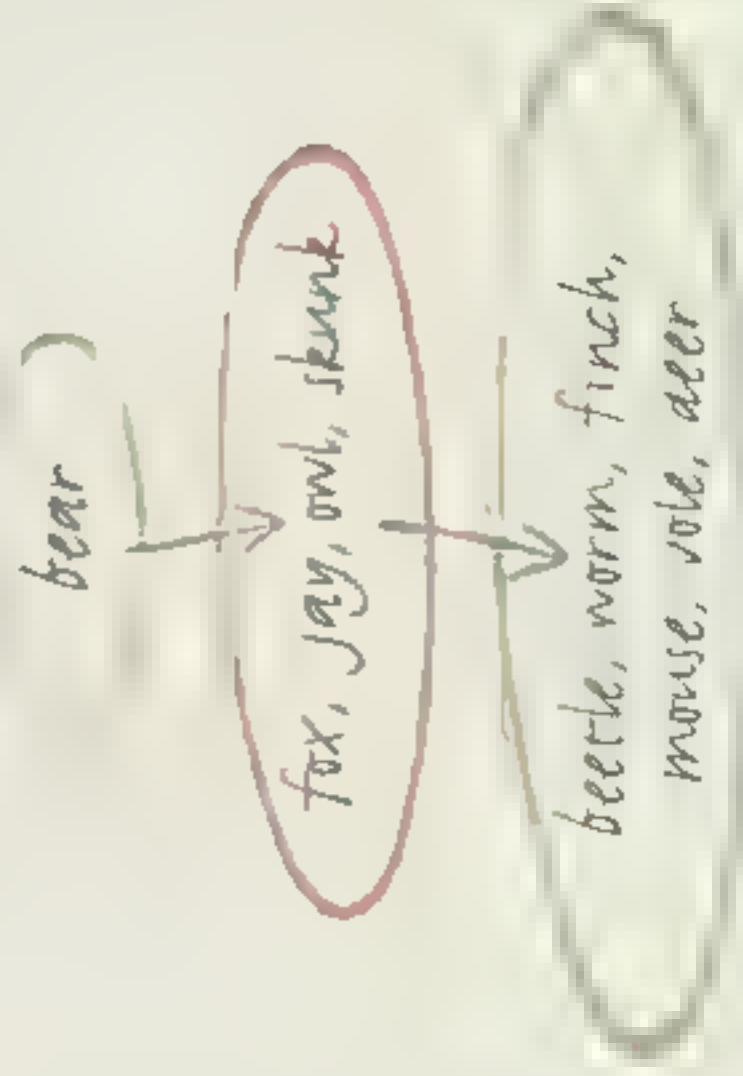 bear
fox, jay, owl, skunk
beetle, worm, finch,
mouse, vole, deer